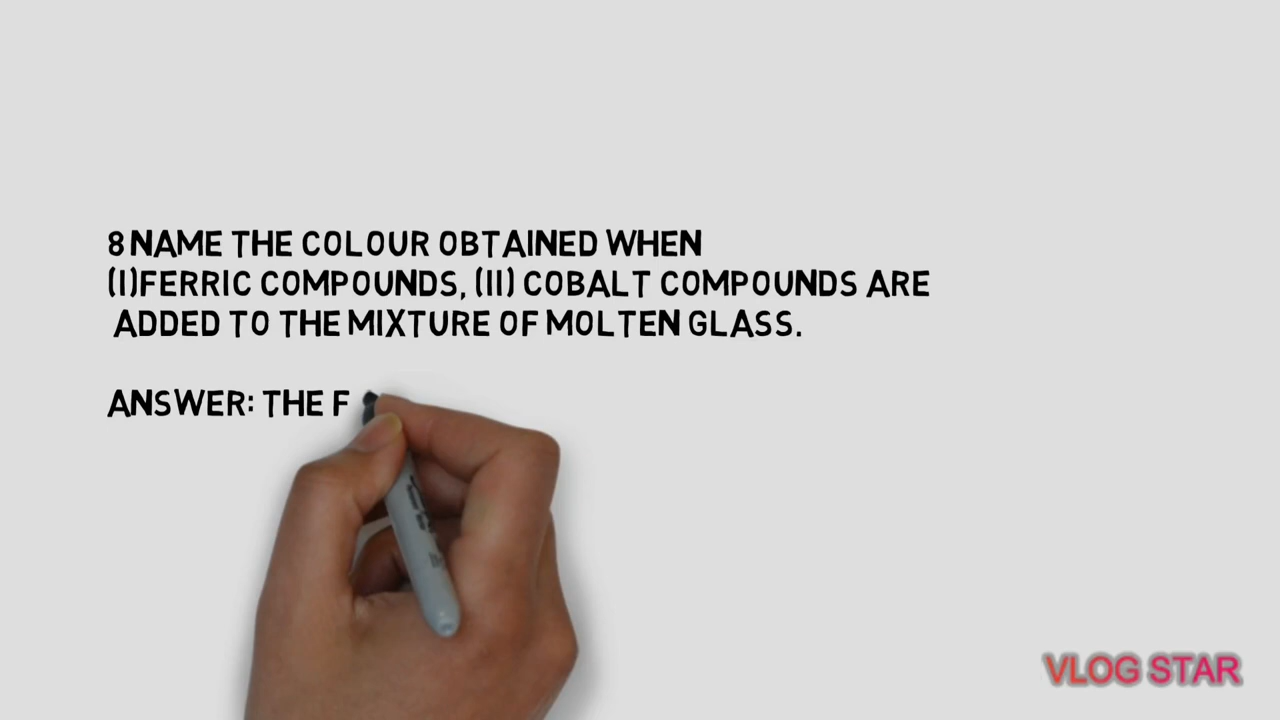 8 NAME THE COLOUR OBTAINED WHEN
(I)FERRIC COMPOUNDS, (II) COBALT COMPOUNDS ARE
ADDED TO THE MIXTURE OF MOLTEN GLASS.
ANSWER: THE F
VLOG STAR